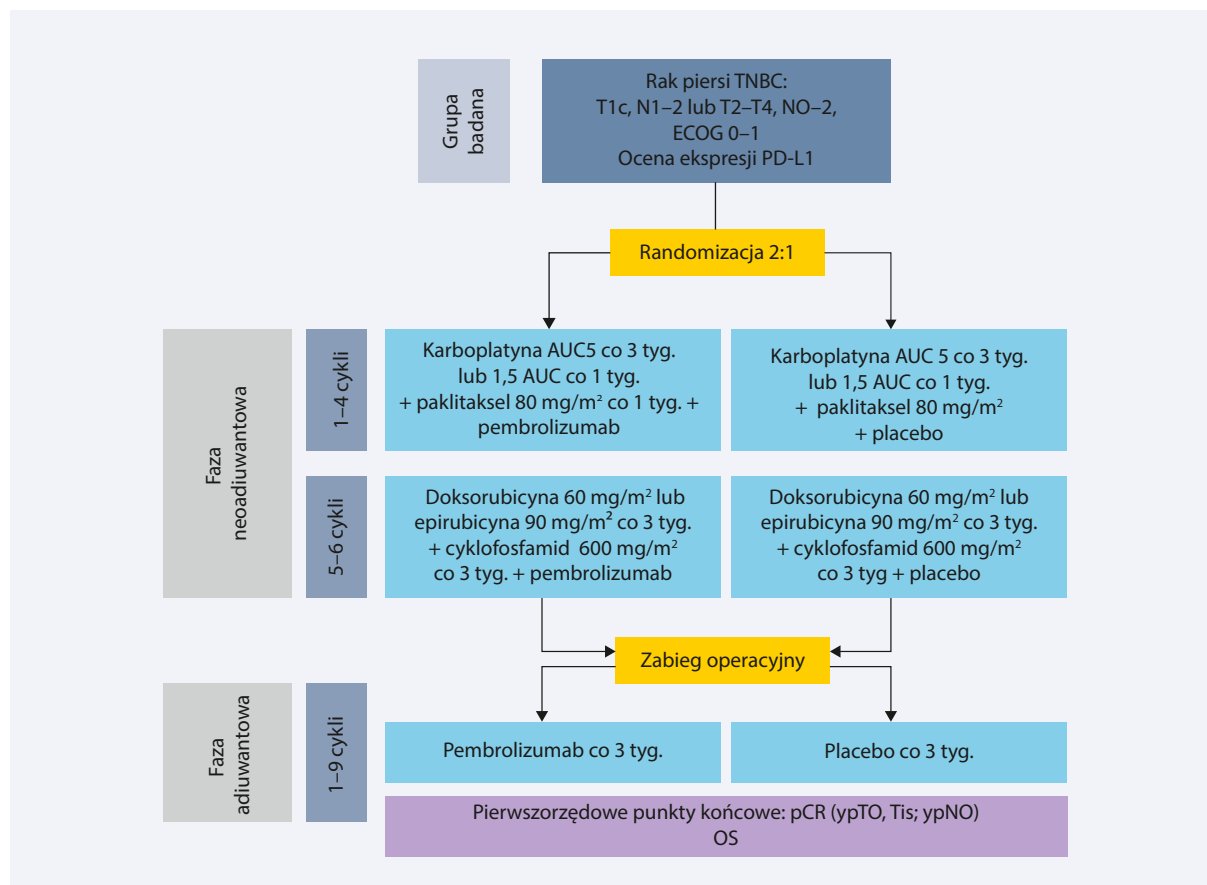 Grupa
badana
Rak piersi TNBC:
T1c, N1–2 lub T2–T4, NO–2,
ECOG 0–1
Ocena ekspresji PD-L1
Randomizacja 2:1
Faza
neoadiuwantowa
1–4 cykli
Karboplatyna AUC5 co 3 tyg.
lub 1,5 AUC co 1 tyg.
+ paklitaksel 80 mg/m² co 1 tyg. +
pembrolizumab
Karboplatyna AUC 5 co 3 tyg.
lub 1,5 AUC co 1 tyg.
+ paklitaksel 80 mg/m²
+ placebo
5–6 cykli
Doksorubicyna 60 mg/m² lub
epirubicyna 90 mg/m² co 3 tyg.
+ cyklofosfamid 600 mg/m²
co 3 tyg. + pembrolizumab
Doksorubicyna 60 mg/m² lub
epirubicyna 90 mg/m² co 3 tyg.
+ cyklofosfamid 600 mg/m²
co 3 tyg + placebo
Zabieg operacyjny
Faza
adiuwantowa
1–9 cykli
Pembrolizumab co 3 tyg.
Placebo co 3 tyg.
Pierwszorzędowe punkty końcowe: pCR (ypTO, Tis; ypNO)
OS